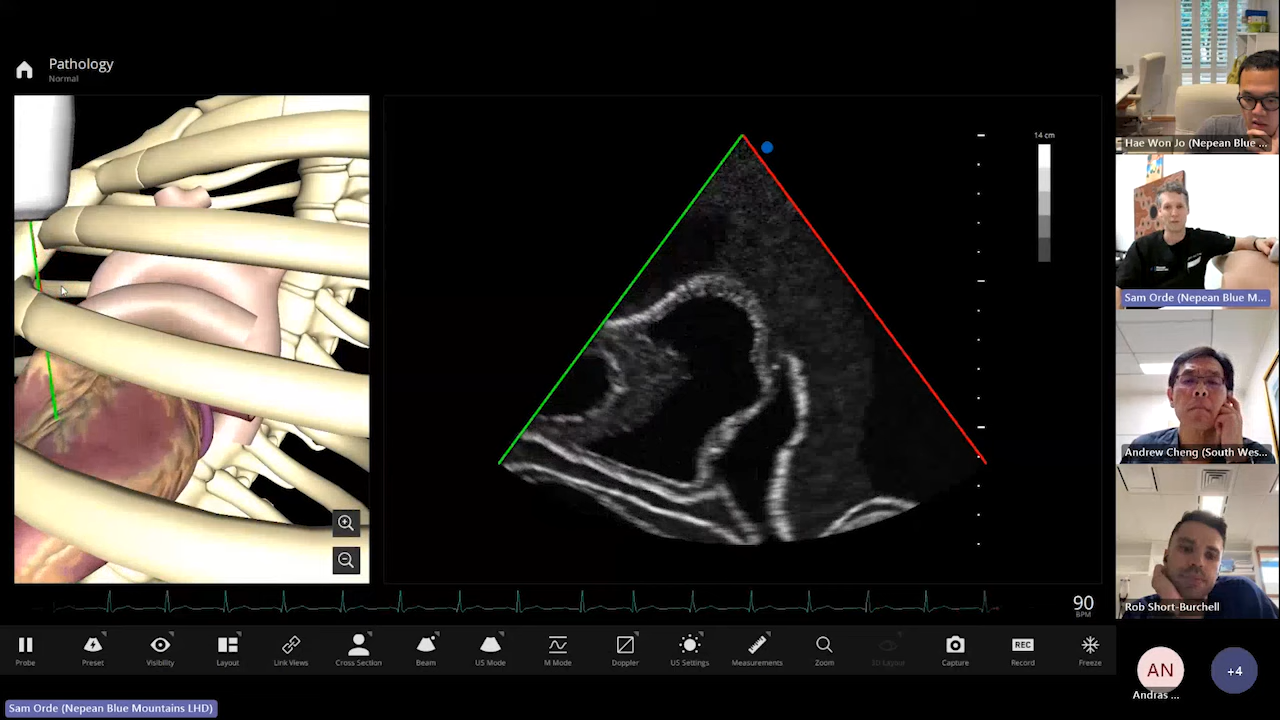 Pathology
Normal
14 cm
90
BPM
Probe
Preset
Visibility
Layout
Link Views
Cross Section
Beam
US Mode
M Mode
Doppler
US Settings
Measurements
Zoom
3D Layout
Capture
REC
Record
Freeze
Sam Orde (Nepean Blue Mountains LHD)
Hae Won Jo (Nepean Blue ...
Sam Orde (Nepean Blue M...
Andrew Cheng (South Wes...
Rob Short-Burchell
AN
Andras ...
+4